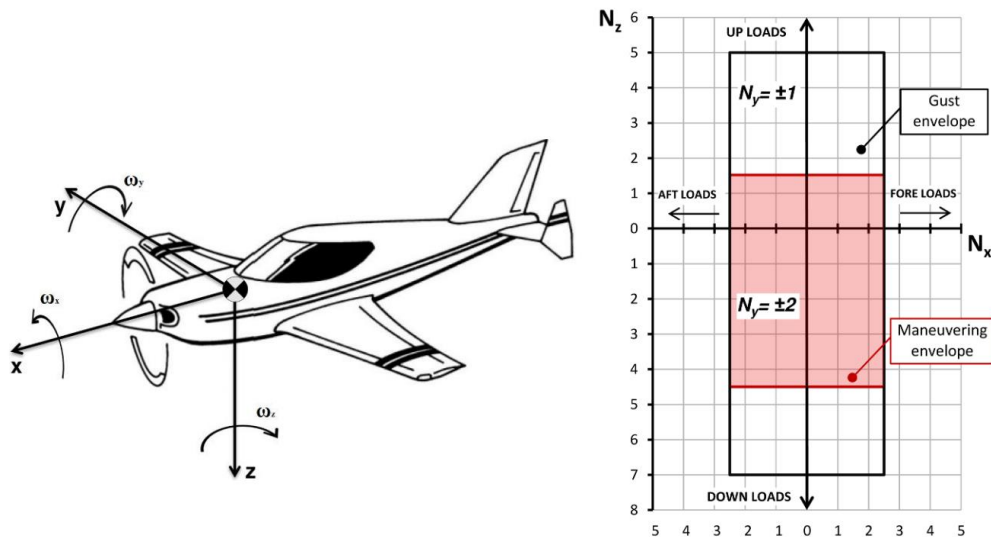 ωy
y
ωx
x
ωz
z
Nz
UP LOADS
6
5
4
3
2
1
0
1
2
3
4
5
6
7
8
Ny= ±1
Gust
envelope
AFT LOADS
FORE LOADS
Nx
Ny= ±2
Maneuvering
envelope
DOWN LOADS
5 4 3 2 1 0 1 2 3 4 5